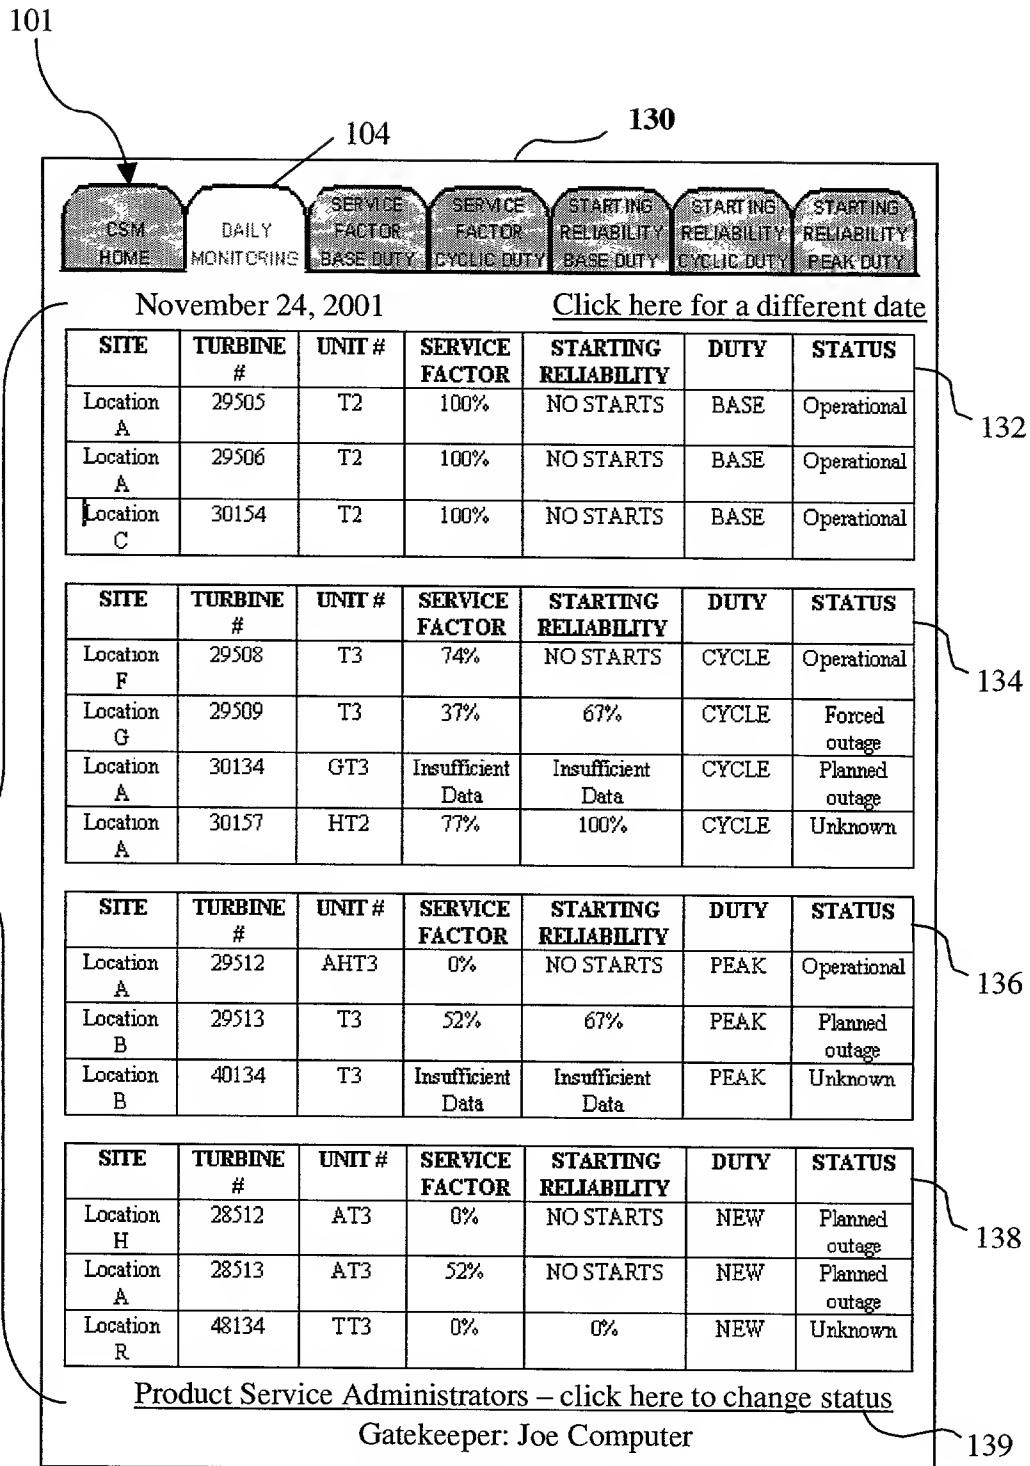 101
104
130
CSM HOME
DAILY MONITORING
SERVICE FACTOR BASE DUTY
SERVICE FACTOR CYCLIC DUTY
STARTING RELIABILITY BASE DUTY
STARTING RELIABILITY CYCLIC DUTY
STARTING RELIABILITY PEAK DUTY
November 24, 2001 Click here for a different date
SITE TURBINE # UNIT # SERVICE FACTOR STARTING RELIABILITY DUTY STATUS
Location A 29505 T2 100% NO STARTS BASE Operational
Location A 29506 T2 100% NO STARTS BASE Operational
Location C 30154 T2 100% NO STARTS BASE Operational
132
SITE TURBINE # UNIT # SERVICE FACTOR STARTING RELIABILITY DUTY STATUS
Location F 29508 T3 74% NO STARTS CYCLE Operational
Location G 29509 T3 37% 67% CYCLE Forced outage
Location A 30134 GT3 Insufficient Data Insufficient Data CYCLE Planned outage
Location A 30157 HT2 77% 100% CYCLE Unknown
134
SITE TURBINE # UNIT # SERVICE FACTOR STARTING RELIABILITY DUTY STATUS
Location A 29512 AHT3 0% NO STARTS PEAK Operational
Location B 29513 T3 52% 67% PEAK Planned outage
Location B 40134 T3 Insufficient Data Insufficient Data PEAK Unknown
136
SITE TURBINE # UNIT # SERVICE FACTOR STARTING RELIABILITY DUTY STATUS
Location H 28512 AT3 0% NO STARTS NEW Planned outage
Location A 28513 AT3 52% NO STARTS NEW Planned outage
Location R 48134 TT3 0% 0% NEW Unknown
138
Product Service Administrators – click here to change status
139
Gatekeeper: Joe Computer